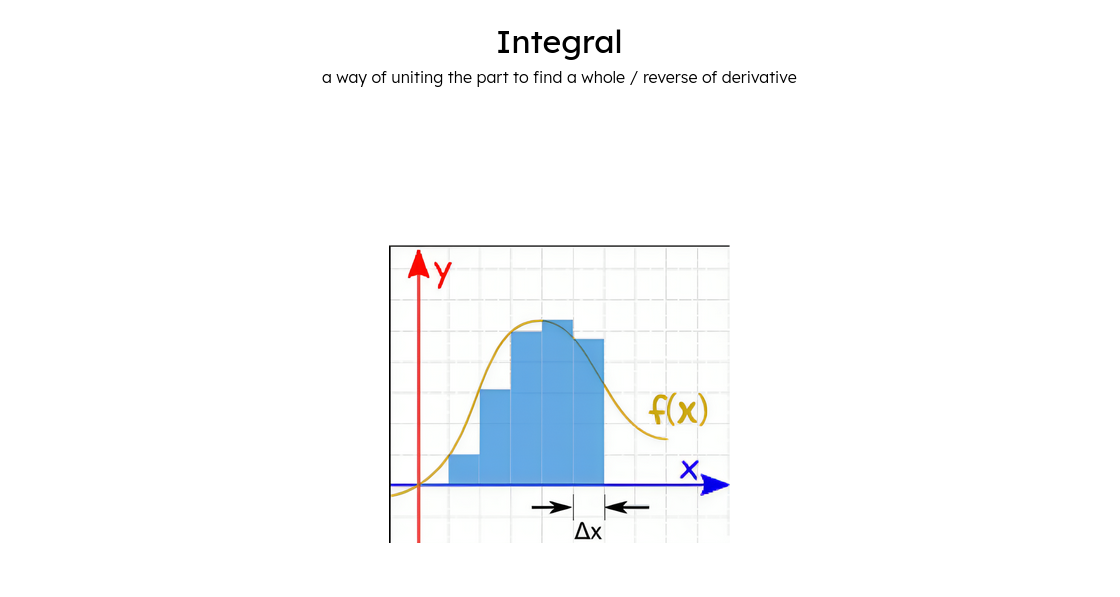 Integral
a way of uniting the part to find a whole / reverse of derivative
y
f(x)
x
Δx